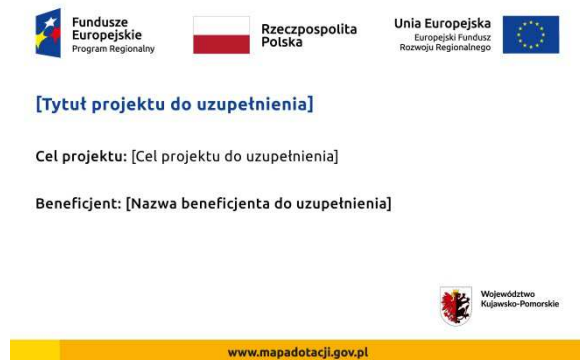 Fundusze
Europejskie
Program Regionalny
Rzeczpospolita
Polska
Unia Europejska
Europejski Fundusz
Rozwoju Regionalnego
[Tytuł projektu do uzupełnienia]
Cel projektu: [Cel projektu do uzupełnienia]
Beneficjent: [Nazwa beneficjenta do uzupełnienia]
Województwo
Kujawsko-Pomorskie
www.mapadotacji.gov.pl